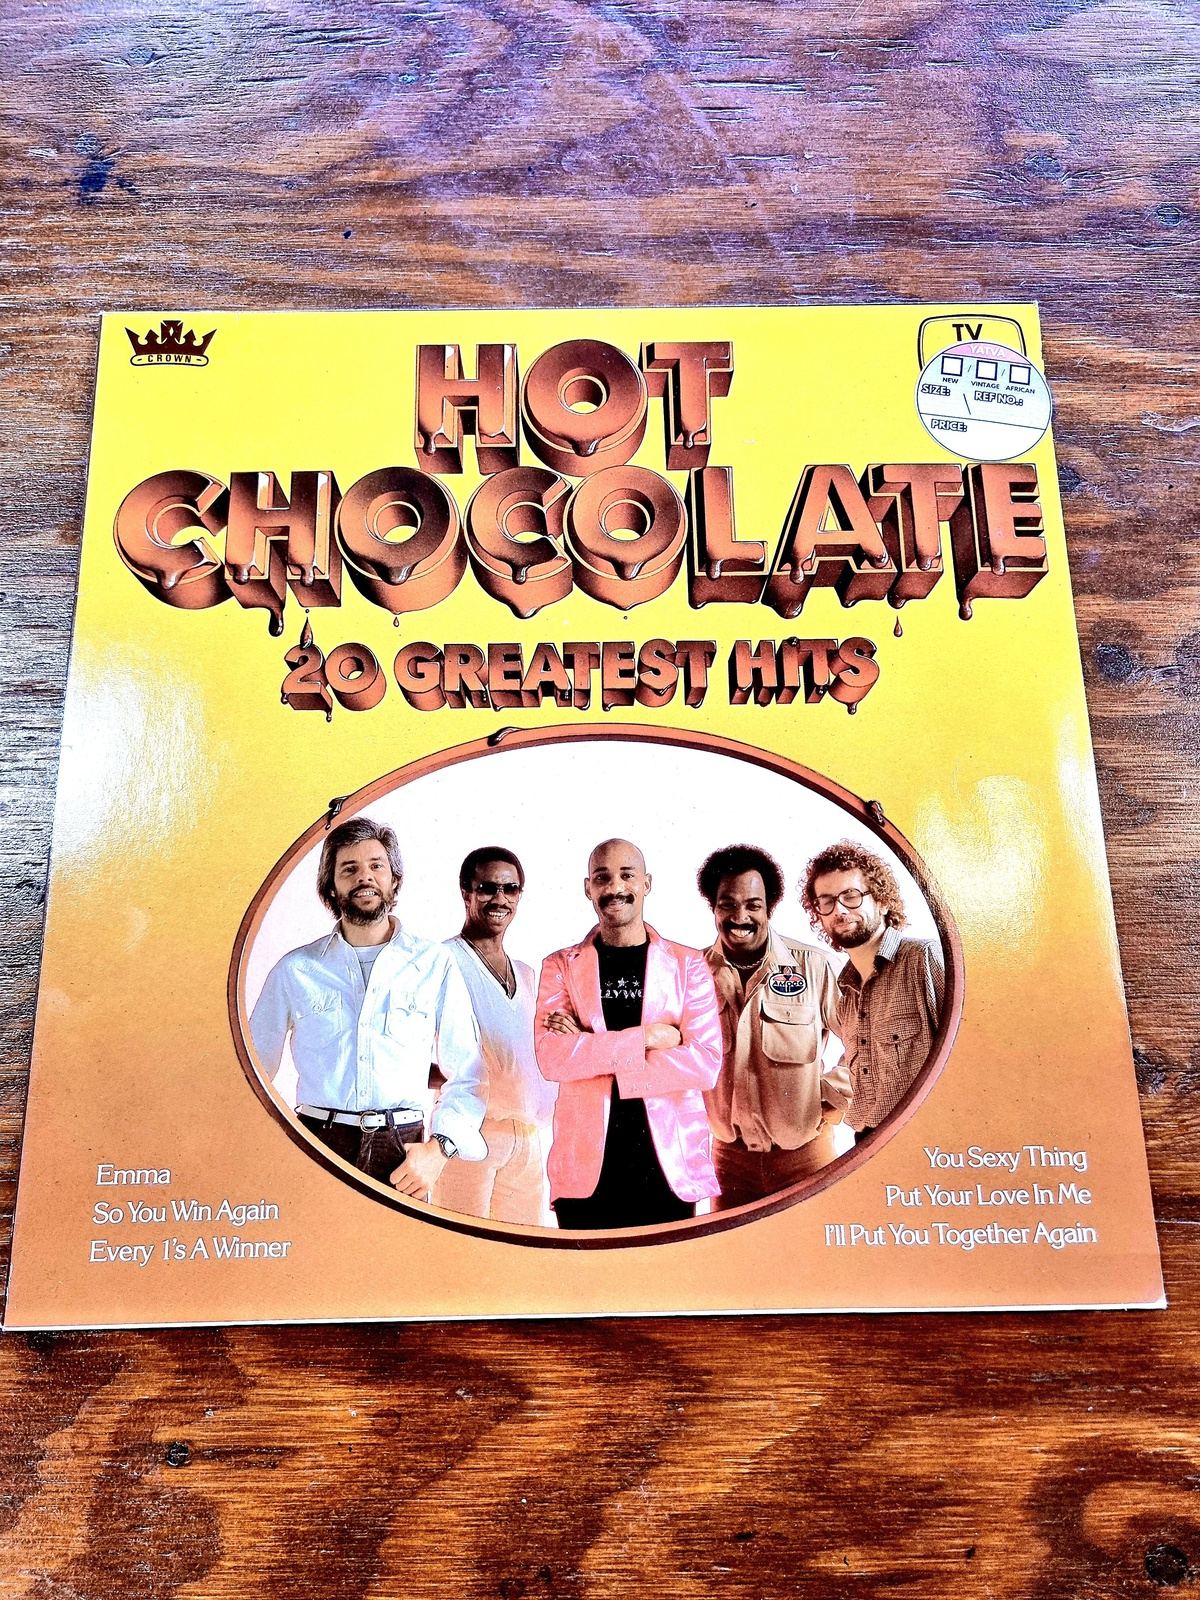 CROWN
TV
YATVA
NEW / VINTAGE / AFRICAN
SIZE: \ REF NO.:
PRICE:
HOT
CHOCOLATE
20 GREATEST HITS
AMOCO
Emma
So You Win Again
Every 1's A Winner
You Sexy Thing
Put Your Love In Me
I'll Put You Together Again